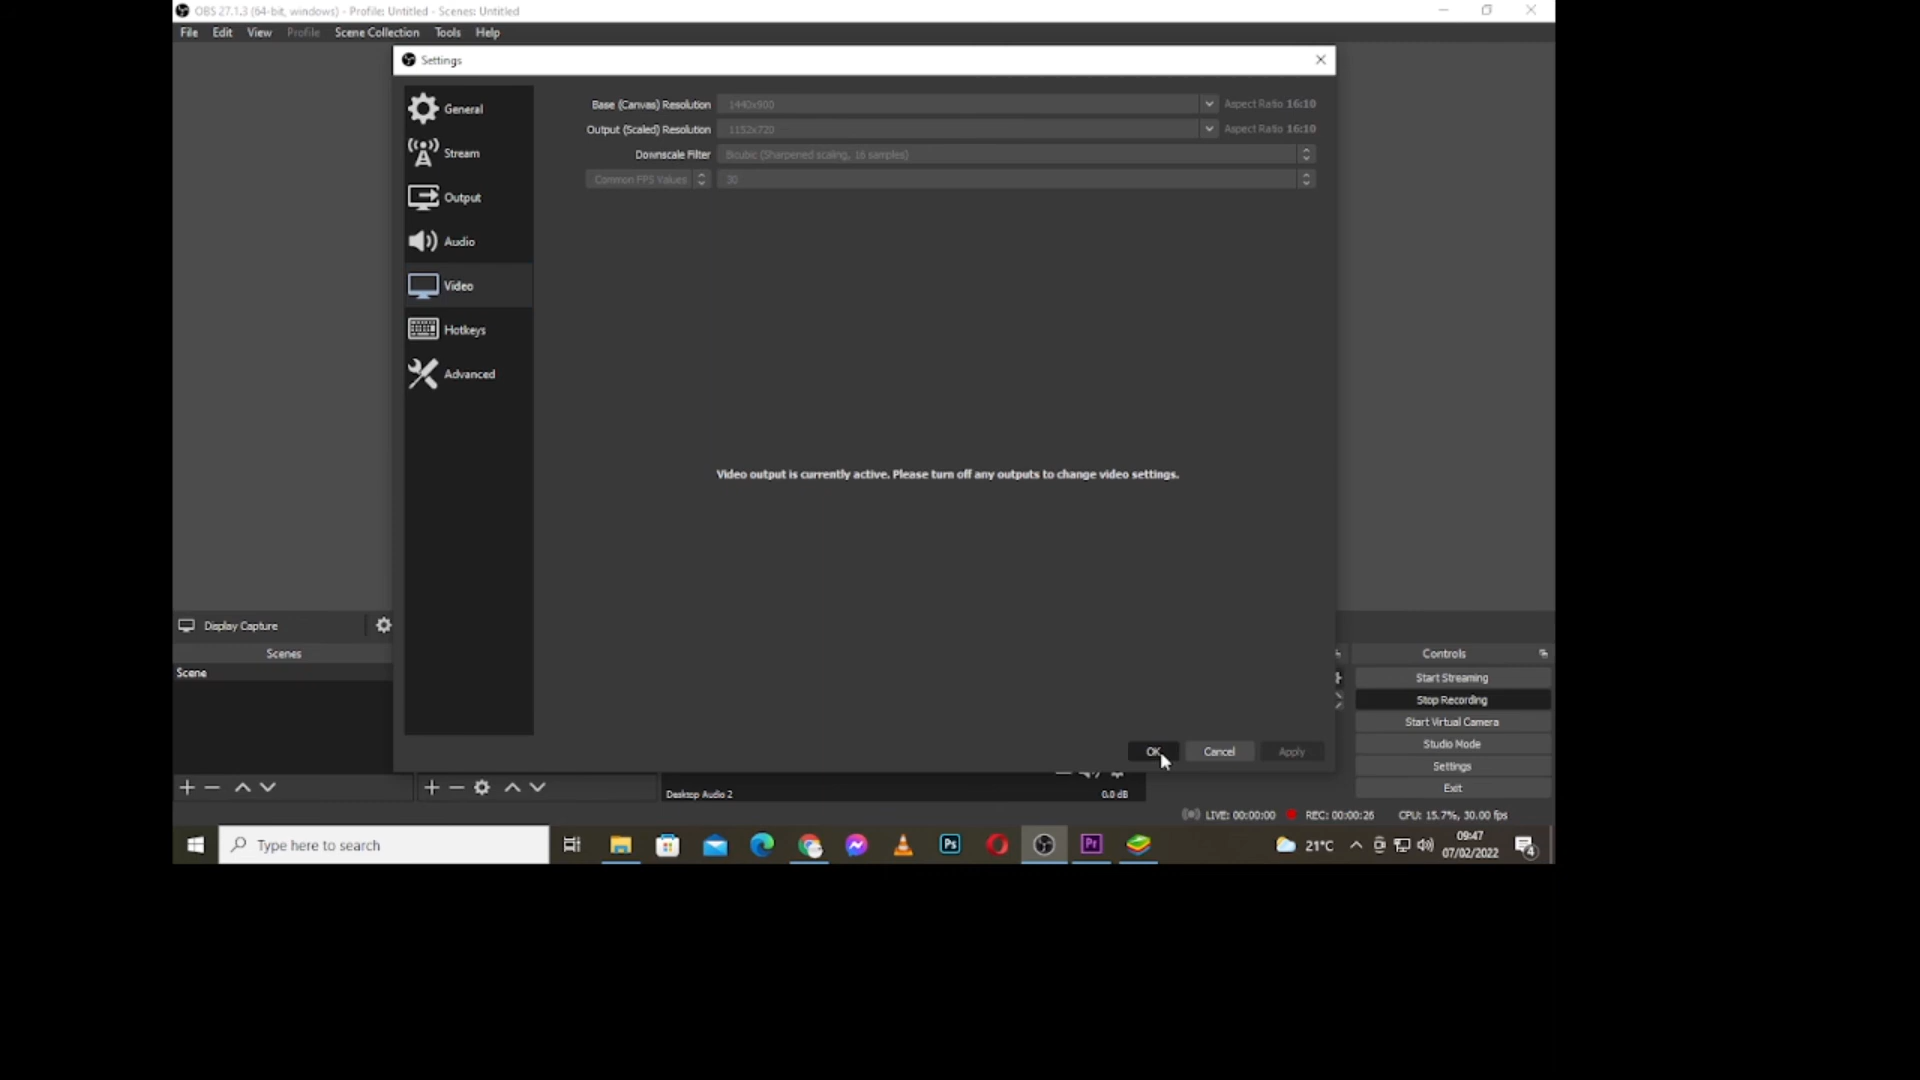 OBS 27.1.3 (64-bit, windows) - Profile: Untitled - Scenes: Untitled
File Edit View Profile Scene Collection Tools Help
Settings
General
Stream
Output
Audio
Video
Hotkeys
Advanced
Base (Canvas) Resolution 1440x900 Aspect Ratio 16:10
Output (Scaled) Resolution 1152x720 Aspect Ratio 16:10
Downscale Filter Bicubic (Sharpened scaling, 16 samples)
Common FPS Values 30
Video output is currently active. Please turn off any outputs to change video settings.
OK Cancel Apply
Display Capture
Scenes
Scene
Desktop Audio 2 0.0 dB
Controls
Start Streaming
Stop Recording
Start Virtual Camera
Studio Mode
Settings
Exit
LIVE: 00:00:00 REC: 00:00:26 CPU: 15.7%, 30.00 fps
Type here to search
Ps
Pr
21°C
09:47
07/02/2022
4